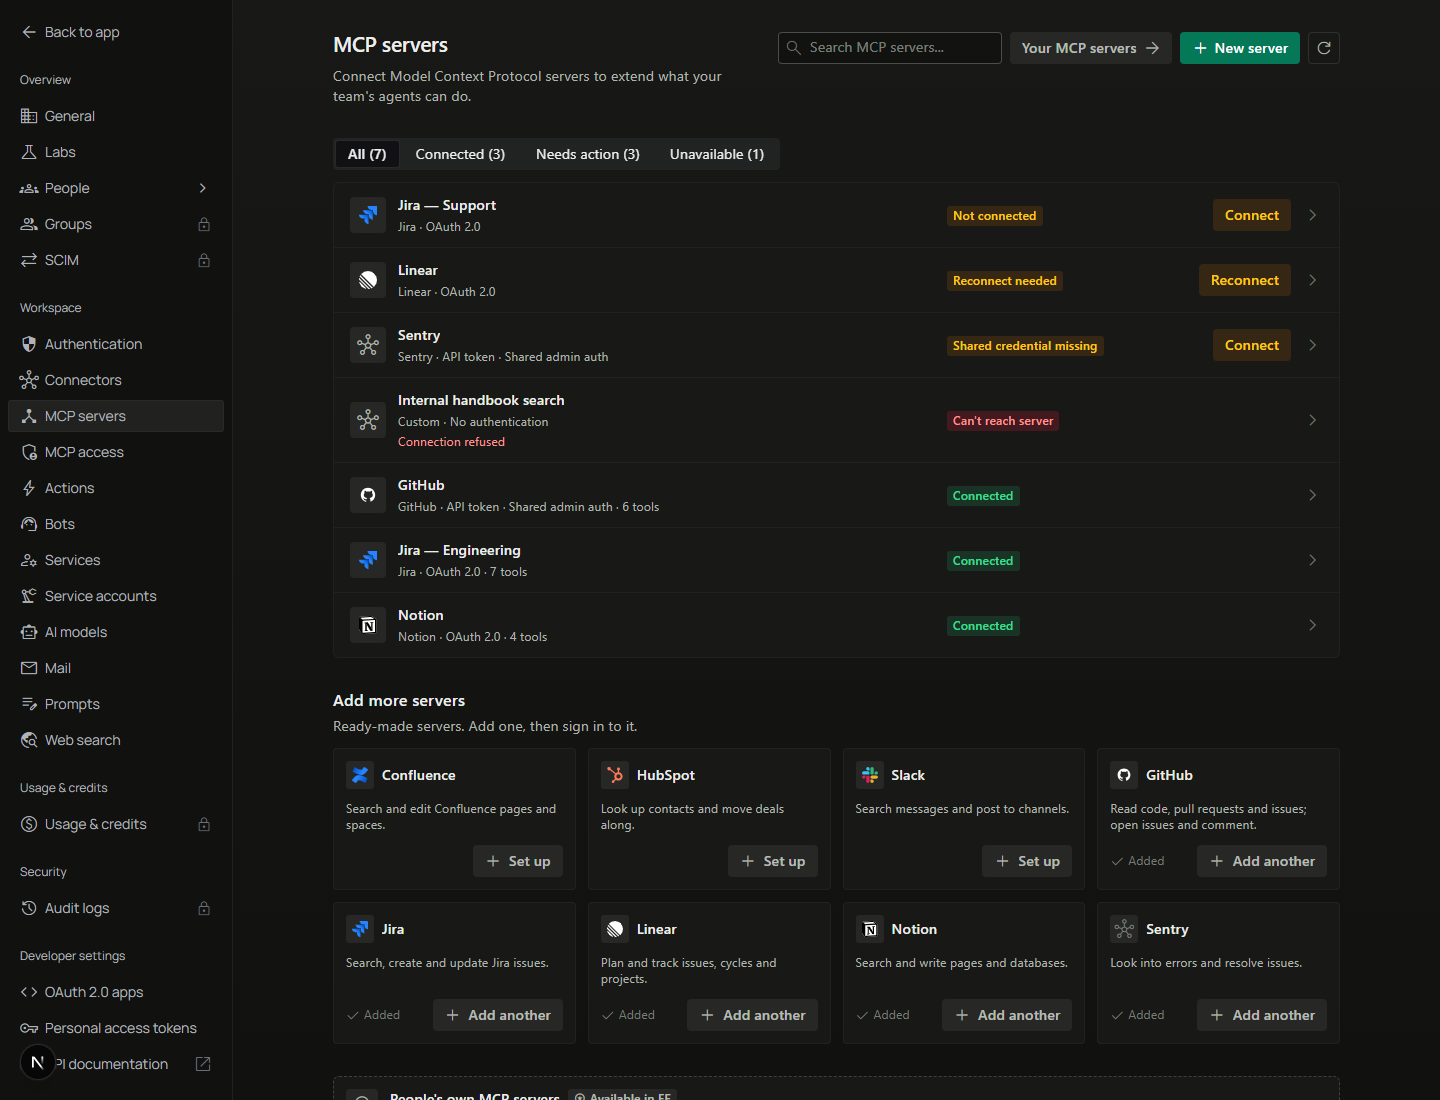 Back to app
Overview
General
Labs
People
Groups
SCIM
Workspace
Authentication
Connectors
MCP servers
MCP access
Actions
Bots
Services
Service accounts
AI models
Mail
Prompts
Web search
Usage & credits
Usage & credits
Security
Audit logs
Developer settings
OAuth 2.0 apps
Personal access tokens
PI documentation
MCP servers
Connect Model Context Protocol servers to extend what your
team's agents can do.
Search MCP servers...
Your MCP servers
New server
All (7)
Connected (3)
Needs action (3)
Unavailable (1)
Jira — Support
Jira · OAuth 2.0
Not connected
Connect
Linear
Linear · OAuth 2.0
Reconnect needed
Reconnect
Sentry
Sentry · API token · Shared admin auth
Shared credential missing
Connect
Internal handbook search
Custom · No authentication
Connection refused
Can't reach server
GitHub
GitHub · API token · Shared admin auth · 6 tools
Connected
Jira — Engineering
Jira · OAuth 2.0 · 7 tools
Connected
Notion
Notion · OAuth 2.0 · 4 tools
Connected
Add more servers
Ready-made servers. Add one, then sign in to it.
Confluence
Search and edit Confluence pages and
spaces.
Set up
HubSpot
Look up contacts and move deals
along.
Set up
Slack
Search messages and post to channels.
Set up
GitHub
Read code, pull requests and issues;
open issues and comment.
Added
Add another
Jira
Search, create and update Jira issues.
Added
Add another
Linear
Plan and track issues, cycles and
projects.
Added
Add another
Notion
Search and write pages and databases.
Added
Add another
Sentry
Look into errors and resolve issues.
Added
Add another
People's own MCP servers
Available in EE